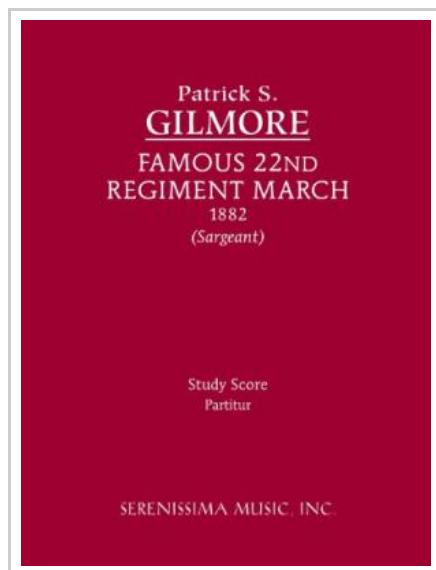 Patrick S.
GILMORE
FAMOUS 22ND
REGIMENT MARCH
1882
(Sargeant)
Study Score
Partitur
SERENISSIMA MUSIC, INC.